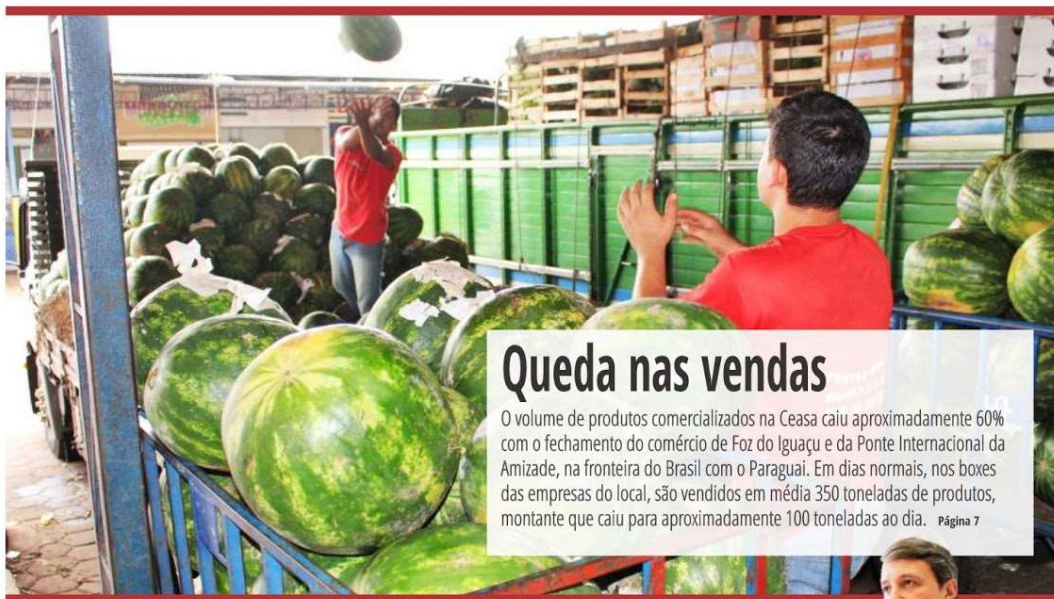 Queda nas vendas
O volume de produtos comercializados na Ceasa caiu aproximadamente 60%
com o fechamento do comércio de Foz do Iguaçu e da Ponte Internacional da
Amizade, na fronteira do Brasil com o Paraguai. Em dias normais, nos boxes
das empresas do local, são vendidos em média 350 toneladas de produtos,
montante que caiu para aproximadamente 100 toneladas ao dia. Página 7